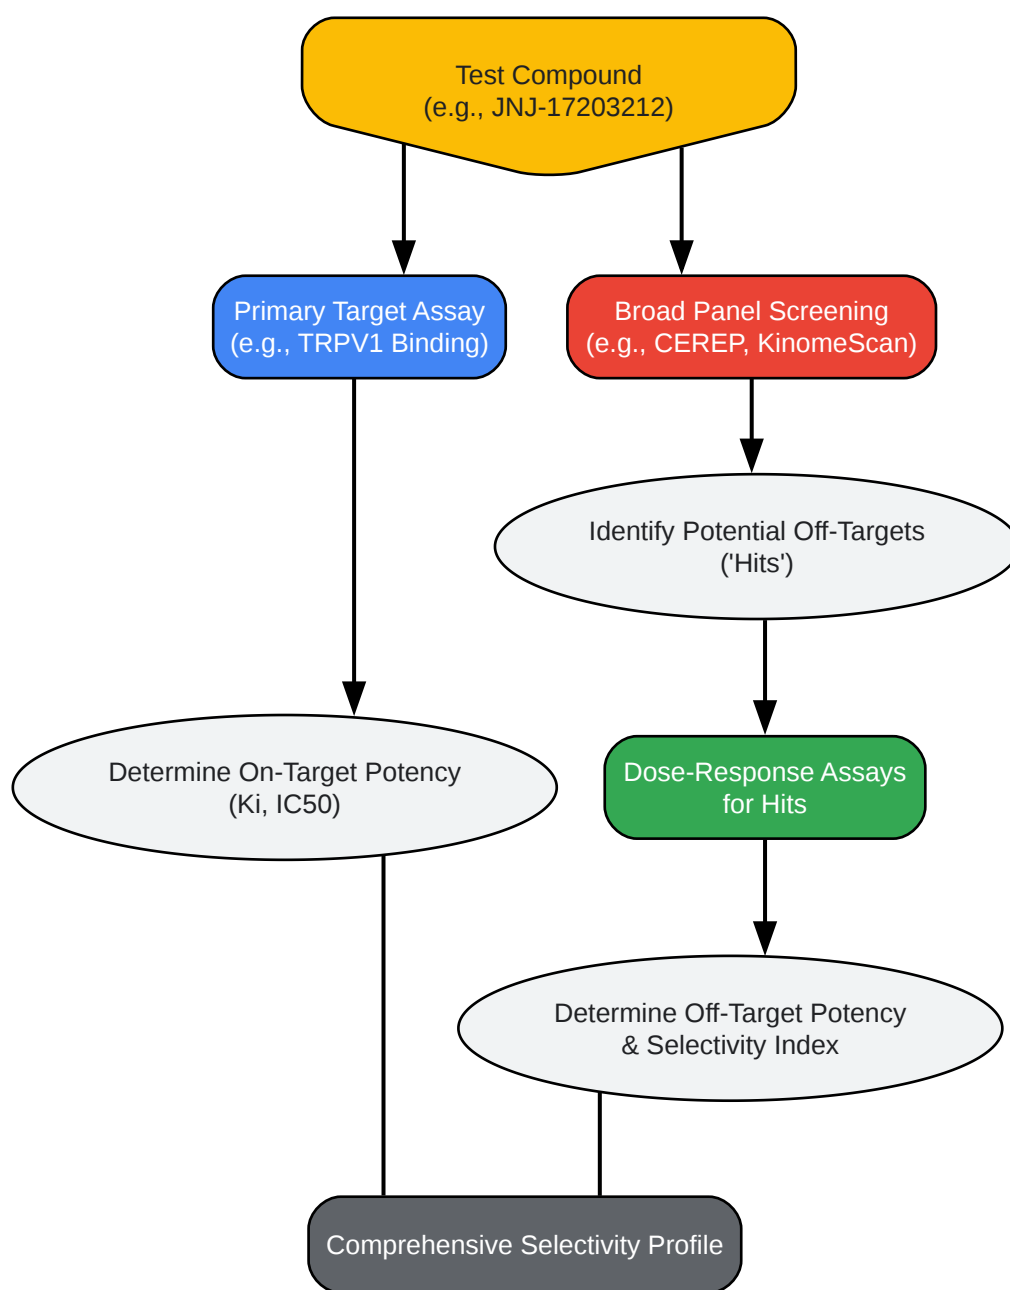 Test Compound
(e.g., JNJ-17203212)
Primary Target Assay
(e.g., TRPV1 Binding)
Broad Panel Screening
(e.g., CEREP, KinomeScan)
Identify Potential Off-Targets
('Hits')
Determine On-Target Potency
(Ki, IC50)
Dose-Response Assays
for Hits
Determine Off-Target Potency
& Selectivity Index
Comprehensive Selectivity Profile